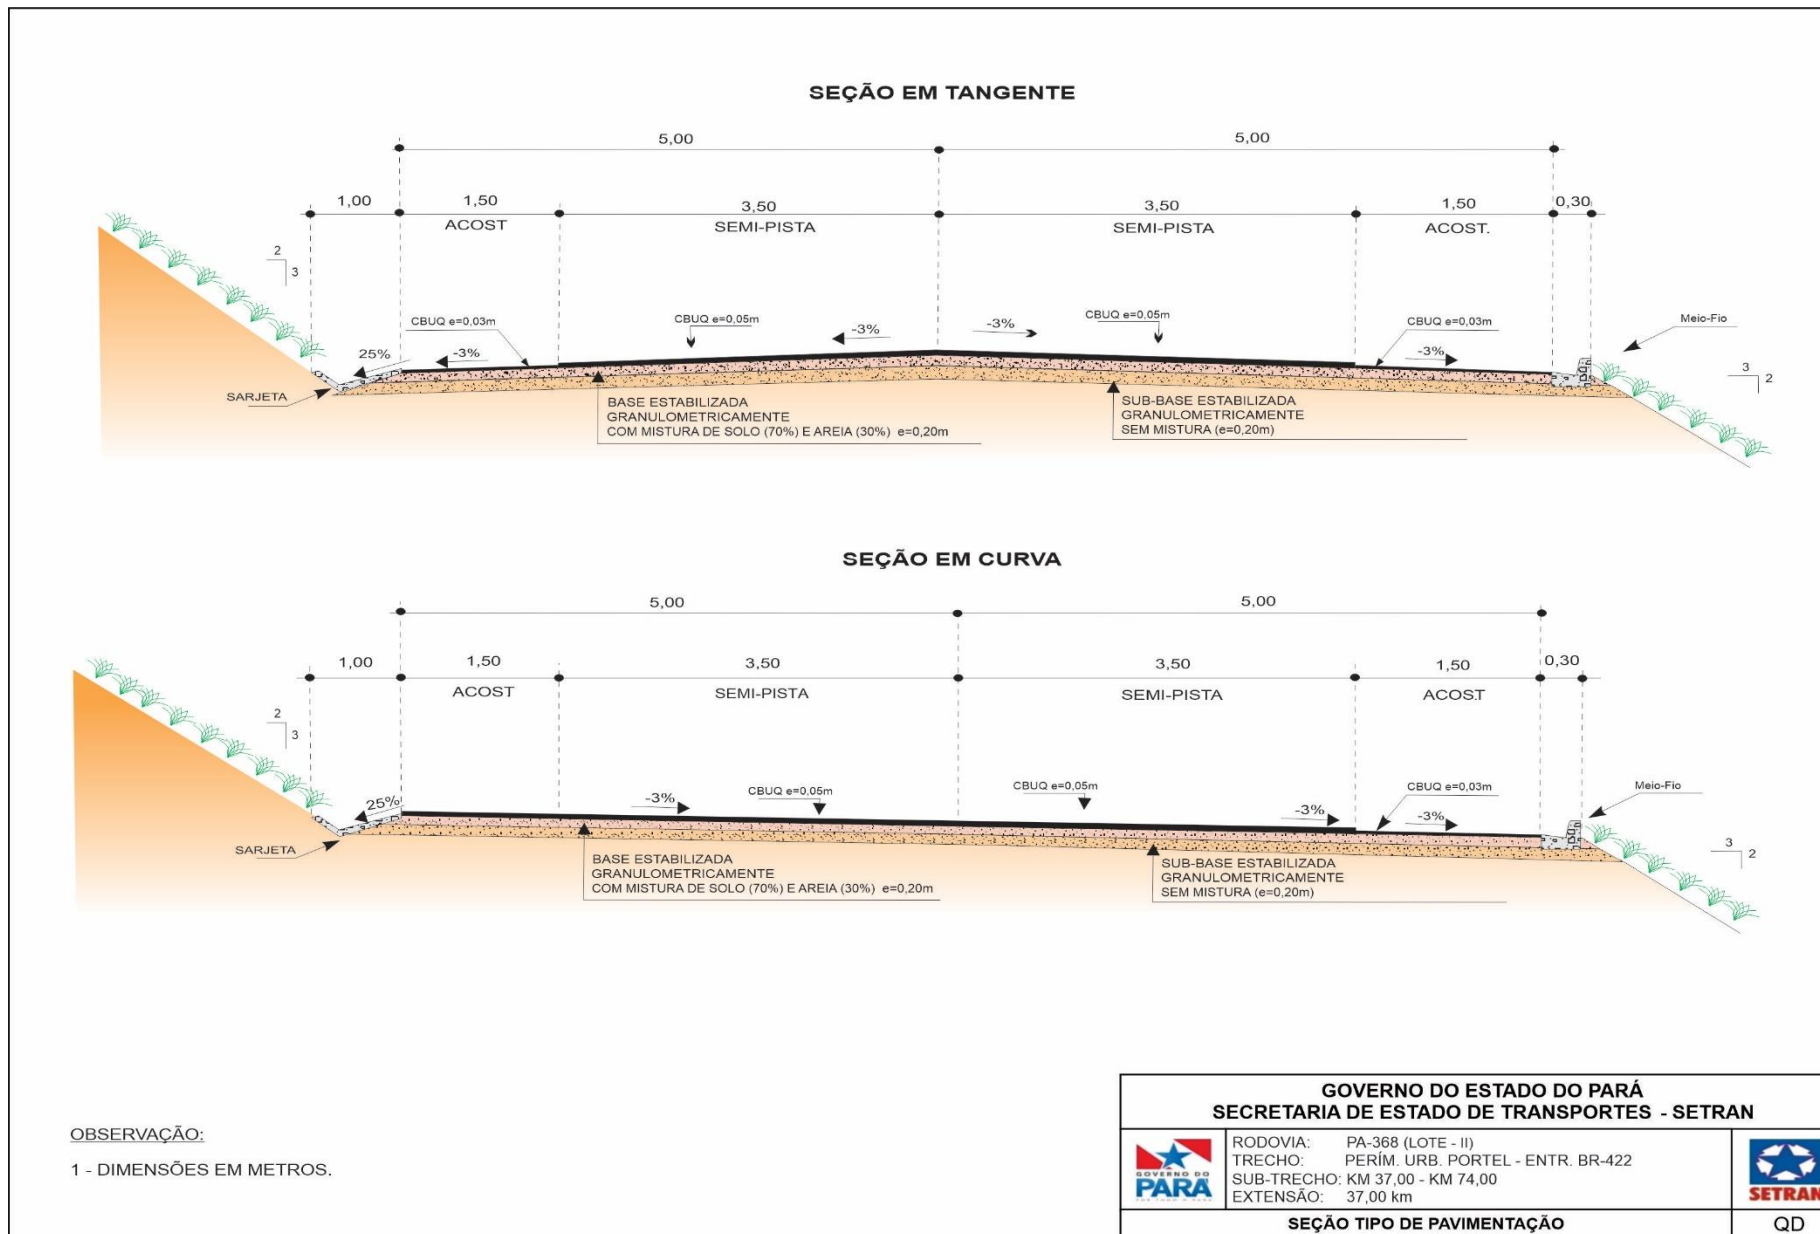 SEÇÃO EM TANGENTE
5,00 5,00
1,00 1,50 3,50 3,50 1,50 0,30
ACOST SEMI-PISTA SEMI-PISTA ACOST.
2
3
CBUQ e=0,03m CBUQ e=0,05m -3% -3% CBUQ e=0,05m CBUQ e=0,03m Meio-Fio
25% -3% -3%
3
2
SARJETA
BASE ESTABILIZADA
GRANULOMETRICAMENTE
COM MISTURA DE SOLO (70%) E AREIA (30%) e=0,20m
SUB-BASE ESTABILIZADA
GRANULOMETRICAMENTE
SEM MISTURA (e=0,20m)
SEÇÃO EM CURVA
5,00 5,00
1,00 1,50 3,50 3,50 1,50 0,30
ACOST SEMI-PISTA SEMI-PISTA ACOST
2
3
25% -3% CBUQ e=0,05m CBUQ e=0,05m -3% CBUQ e=0,03m Meio-Fio
-3%
3
2
SARJETA
BASE ESTABILIZADA
GRANULOMETRICAMENTE
COM MISTURA DE SOLO (70%) E AREIA (30%) e=0,20m
SUB-BASE ESTABILIZADA
GRANULOMETRICAMENTE
SEM MISTURA (e=0,20m)
OBSERVAÇÃO:
1 - DIMENSÕES EM METROS.
GOVERNO DO ESTADO DO PARÁ
SECRETARIA DE ESTADO DE TRANSPORTES - SETRAN
GOVERNO DO
PARÁ
RODOVIA: PA-368 (LOTE - II)
TRECHO: PERÍM. URB. PORTEL - ENTR. BR-422
SUB-TRECHO: KM 37,00 - KM 74,00
EXTENSÃO: 37,00 km
SETRAN
SEÇÃO TIPO DE PAVIMENTAÇÃO
QD